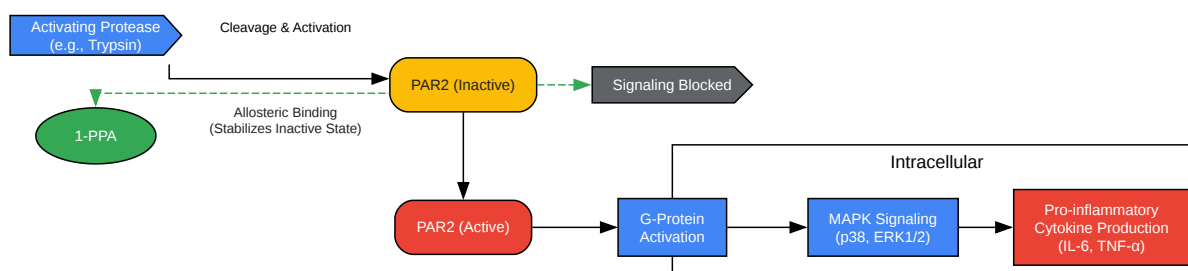 Activating Protease
(e.g., Trypsin)
Cleavage & Activation
PAR2 (Inactive)
Signaling Blocked
Allosteric Binding
(Stabilizes Inactive State)
1-PPA
Intracellular
PAR2 (Active)
G-Protein
Activation
MAPK Signaling
(p38, ERK1/2)
Pro-inflammatory
Cytokine Production
(IL-6, TNF-α)